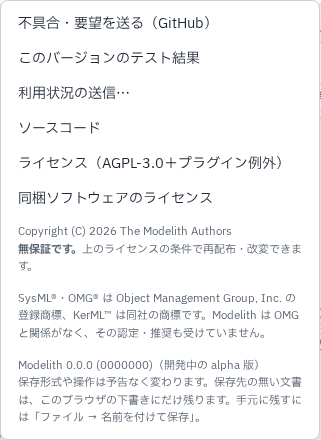 不具合・要望を送る（GitHub）
このバージョンのテスト結果
利用状況の送信…
ソースコード
ライセンス（AGPL-3.0＋プラグイン例外）
同梱ソフトウェアのライセンス
Copyright (C) 2026 The Modelith Authors
無保証です。上のライセンスの条件で再配布・改変できま
す。
SysML®・OMG® は Object Management Group, Inc. の
登録商標、KerML™ は同社の商標です。Modelith は OMG
と関係がなく、その認定・推奨も受けていません。
Modelith 0.0.0 (0000000)（開発中の alpha 版）
保存形式や操作は予告なく変わります。保存先の無い文書
は、このブラウザの下書きにだけ残ります。手元に残すに
は「ファイル → 名前を付けて保存」。